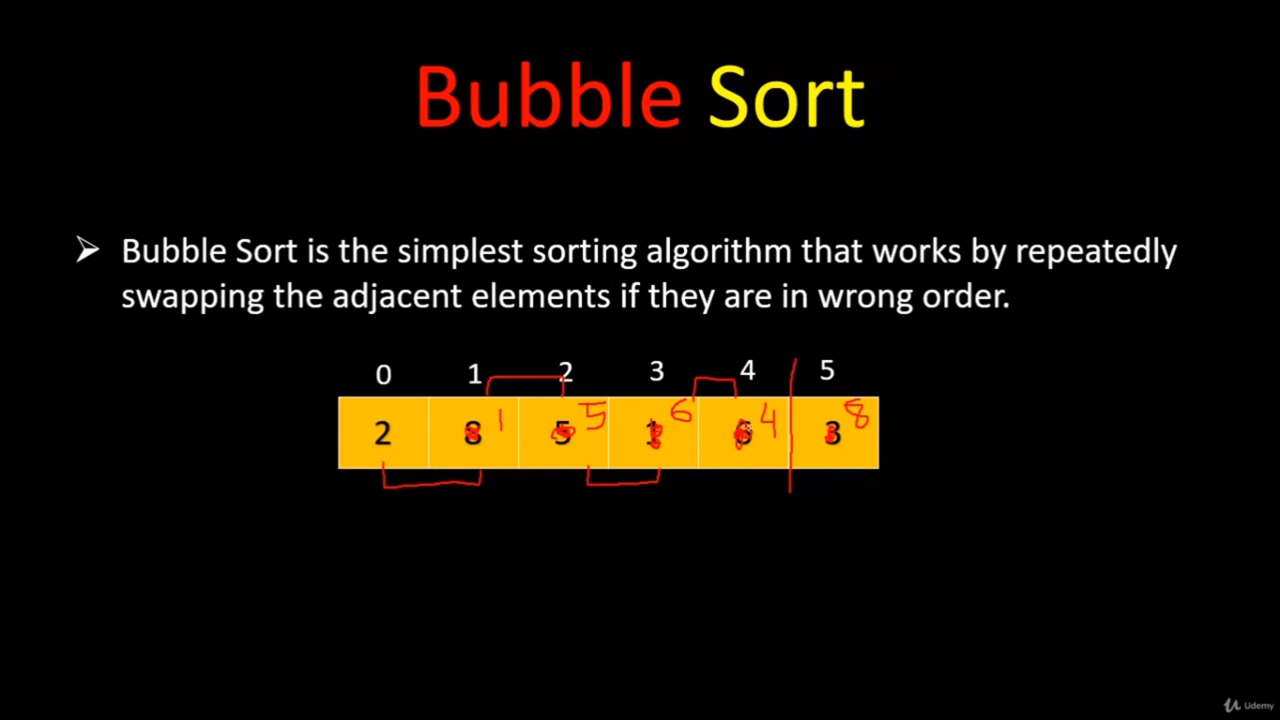 Bubble Sort
➢ Bubble Sort is the simplest sorting algorithm that works by repeatedly
swapping the adjacent elements if they are in wrong order.
0 1 2 3 4 5
2 8 1 5 5 1 6 4 3 8
Udemy